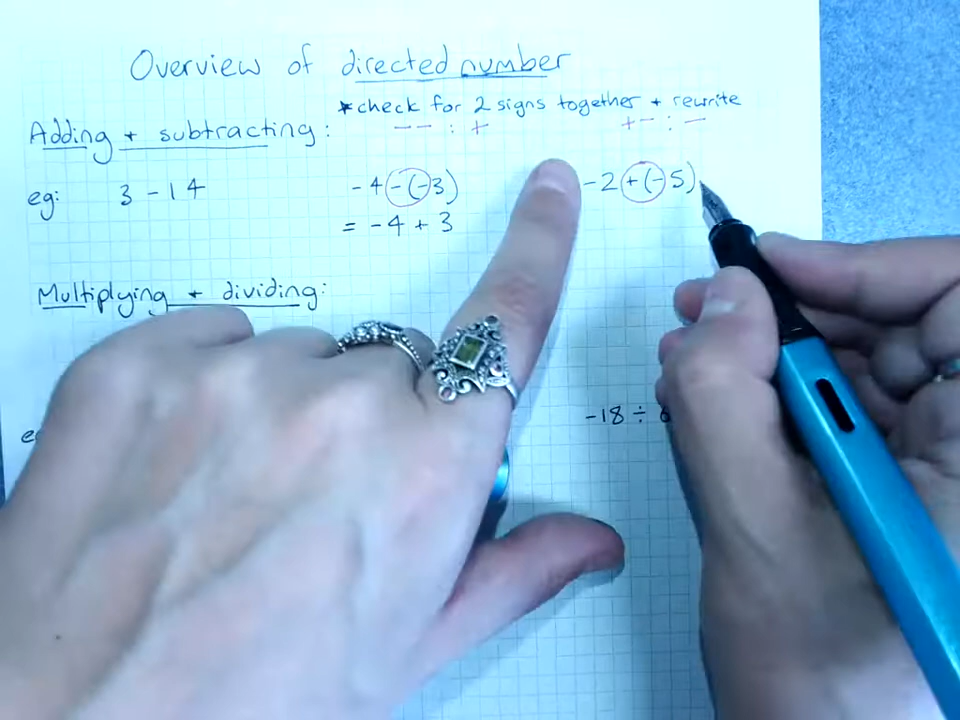 Overview of directed number
*check for 2 signs together + rewrite
Adding + subtracting:
-- : +
+- : -
eg: 3 - 14
-4 - (-3)
= -4 + 3
-2 + (-5)
Multiplying + dividing:
-18 ÷ 6